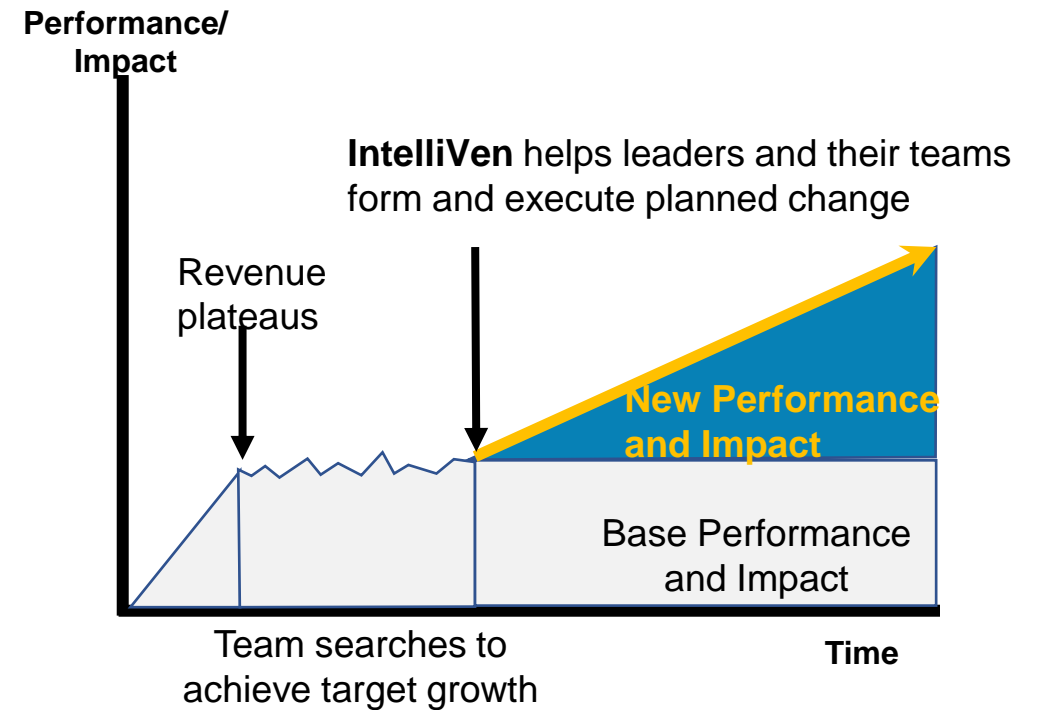 Performance/
Impact
IntelliVen helps leaders and their teams
form and execute planned change
Revenue
plateaus
New Performance
and Impact
Base Performance
and Impact
Team searches to
achieve target growth
Time